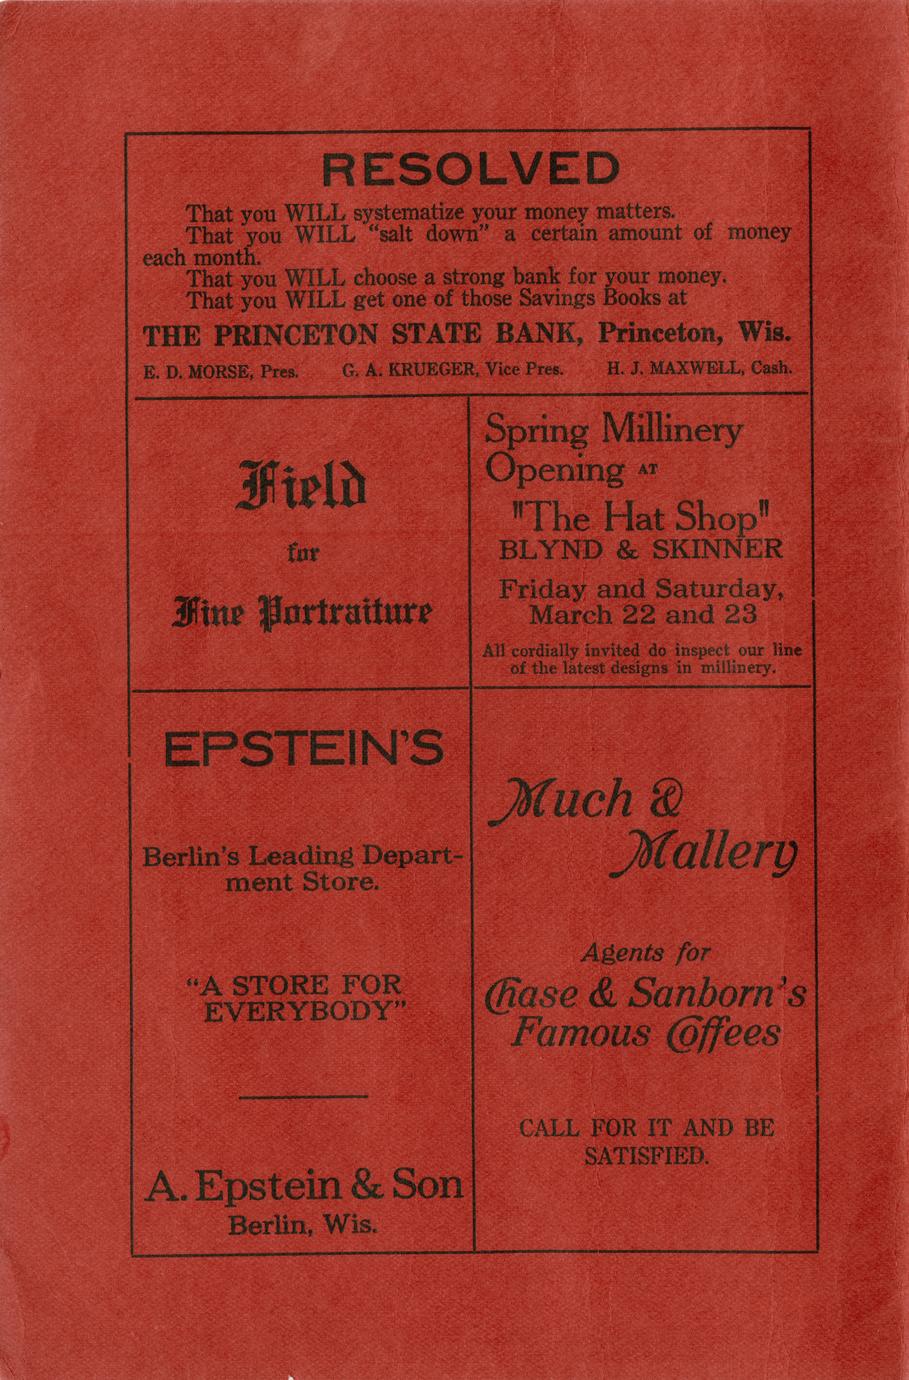 RESOLVED
That you WILL systematize your money matters.
That you WILL "salt down" a certain amount of money
each month.
That you WILL choose a strong bank for your money.
That you WILL get one of those Savings Books at
THE PRINCETON STATE BANK, Princeton, Wis.
E. D. MORSE, Pres. G. A. KRUEGER, Vice Pres. H. J. MAXWELL, Cash.
Field
for
Fine Portraiture
Spring Millinery
Opening AT
"The Hat Shop"
BLYND & SKINNER
Friday and Saturday,
March 22 and 23
All cordially invited do inspect our line
of the latest designs in millinery.
EPSTEIN'S
Berlin's Leading Depart-
ment Store.
"A STORE FOR
EVERYBODY"
A. Epstein & Son
Berlin, Wis.
Much &
Mallery
Agents for
Chase & Sanborn's
Famous Coffees
CALL FOR IT AND BE
SATISFIED.